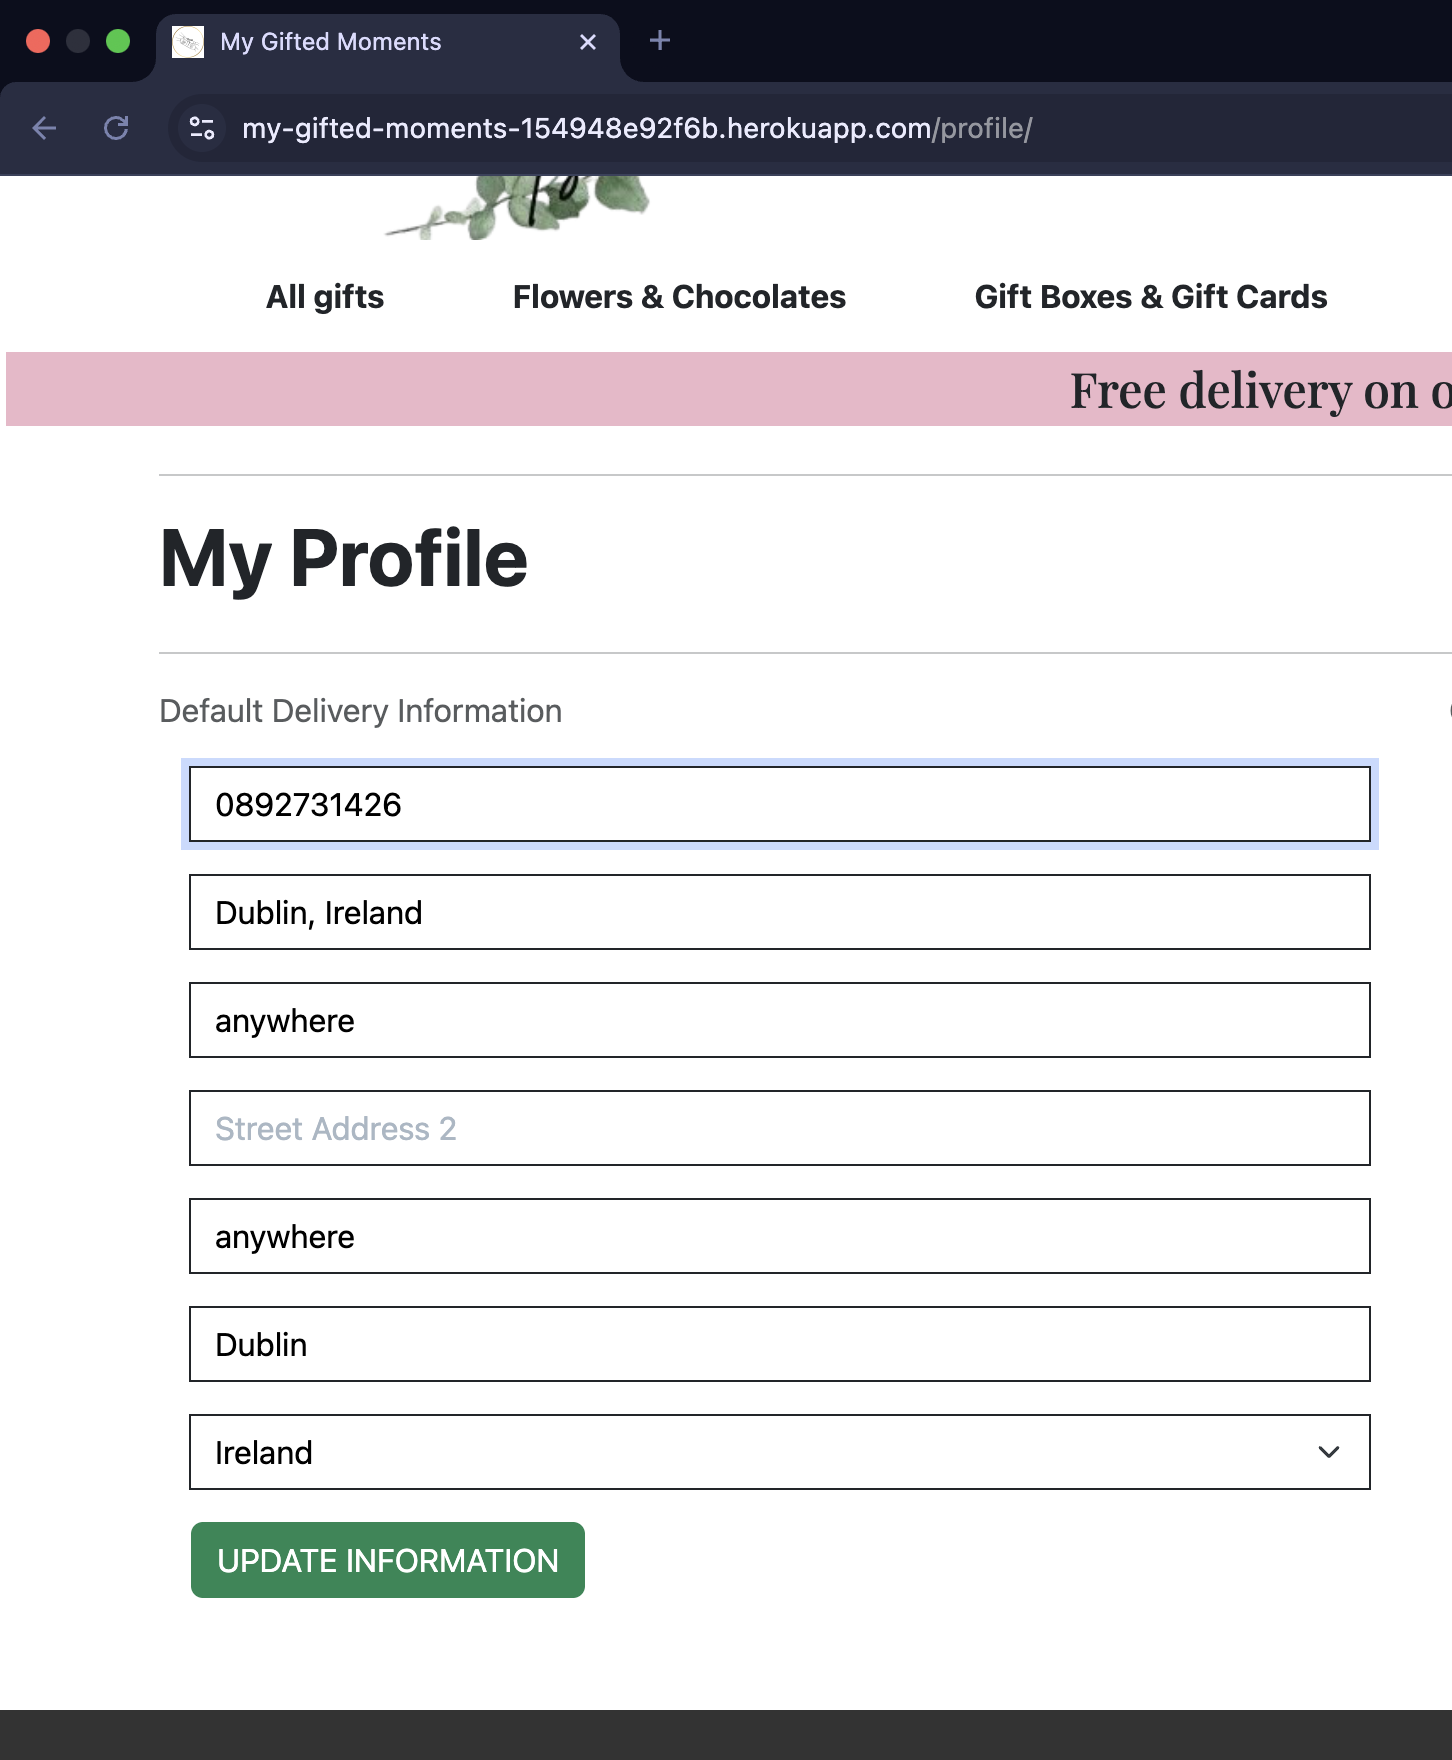 My Gifted Moments
my-gifted-moments-154948e92f6b.herokuapp.com/profile/
All gifts Flowers & Chocolates Gift Boxes & Gift Cards
Free delivery on o
My Profile
Default Delivery Information
0892731426
Dublin, Ireland
anywhere
Street Address 2
anywhere
Dublin
Ireland
UPDATE INFORMATION